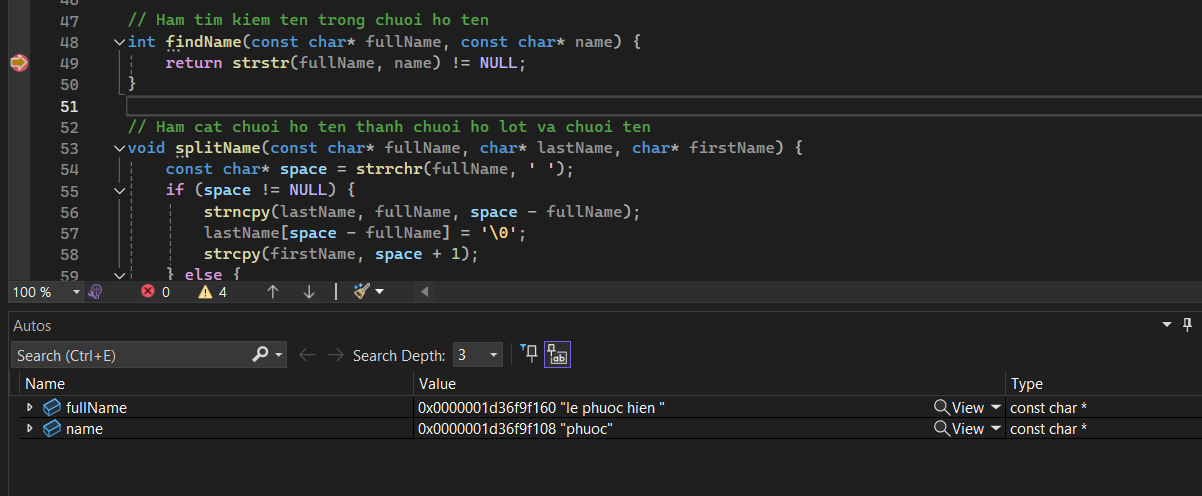 46
47 // Ham tim kiem ten trong chuoi ho ten
48 int findName(const char* fullName, const char* name) {
49 return strstr(fullName, name) != NULL;
50 }
51
52 // Ham cat chuoi ho ten thanh chuoi ho lot va chuoi ten
53 void splitName(const char* fullName, char* lastName, char* firstName) {
54 const char* space = strrchr(fullName, ' ');
55 if (space != NULL) {
56 strncpy(lastName, fullName, space - fullName);
57 lastName[space - fullName] = '\0';
58 strcpy(firstName, space + 1);
59 } else {
100 % 0 4
Autos
Search (Ctrl+E) Search Depth: 3
Name Value Type
fullName 0x0000001d36f9f160 "le phuoc hien " View const char *
name 0x0000001d36f9f108 "phuoc" View const char *